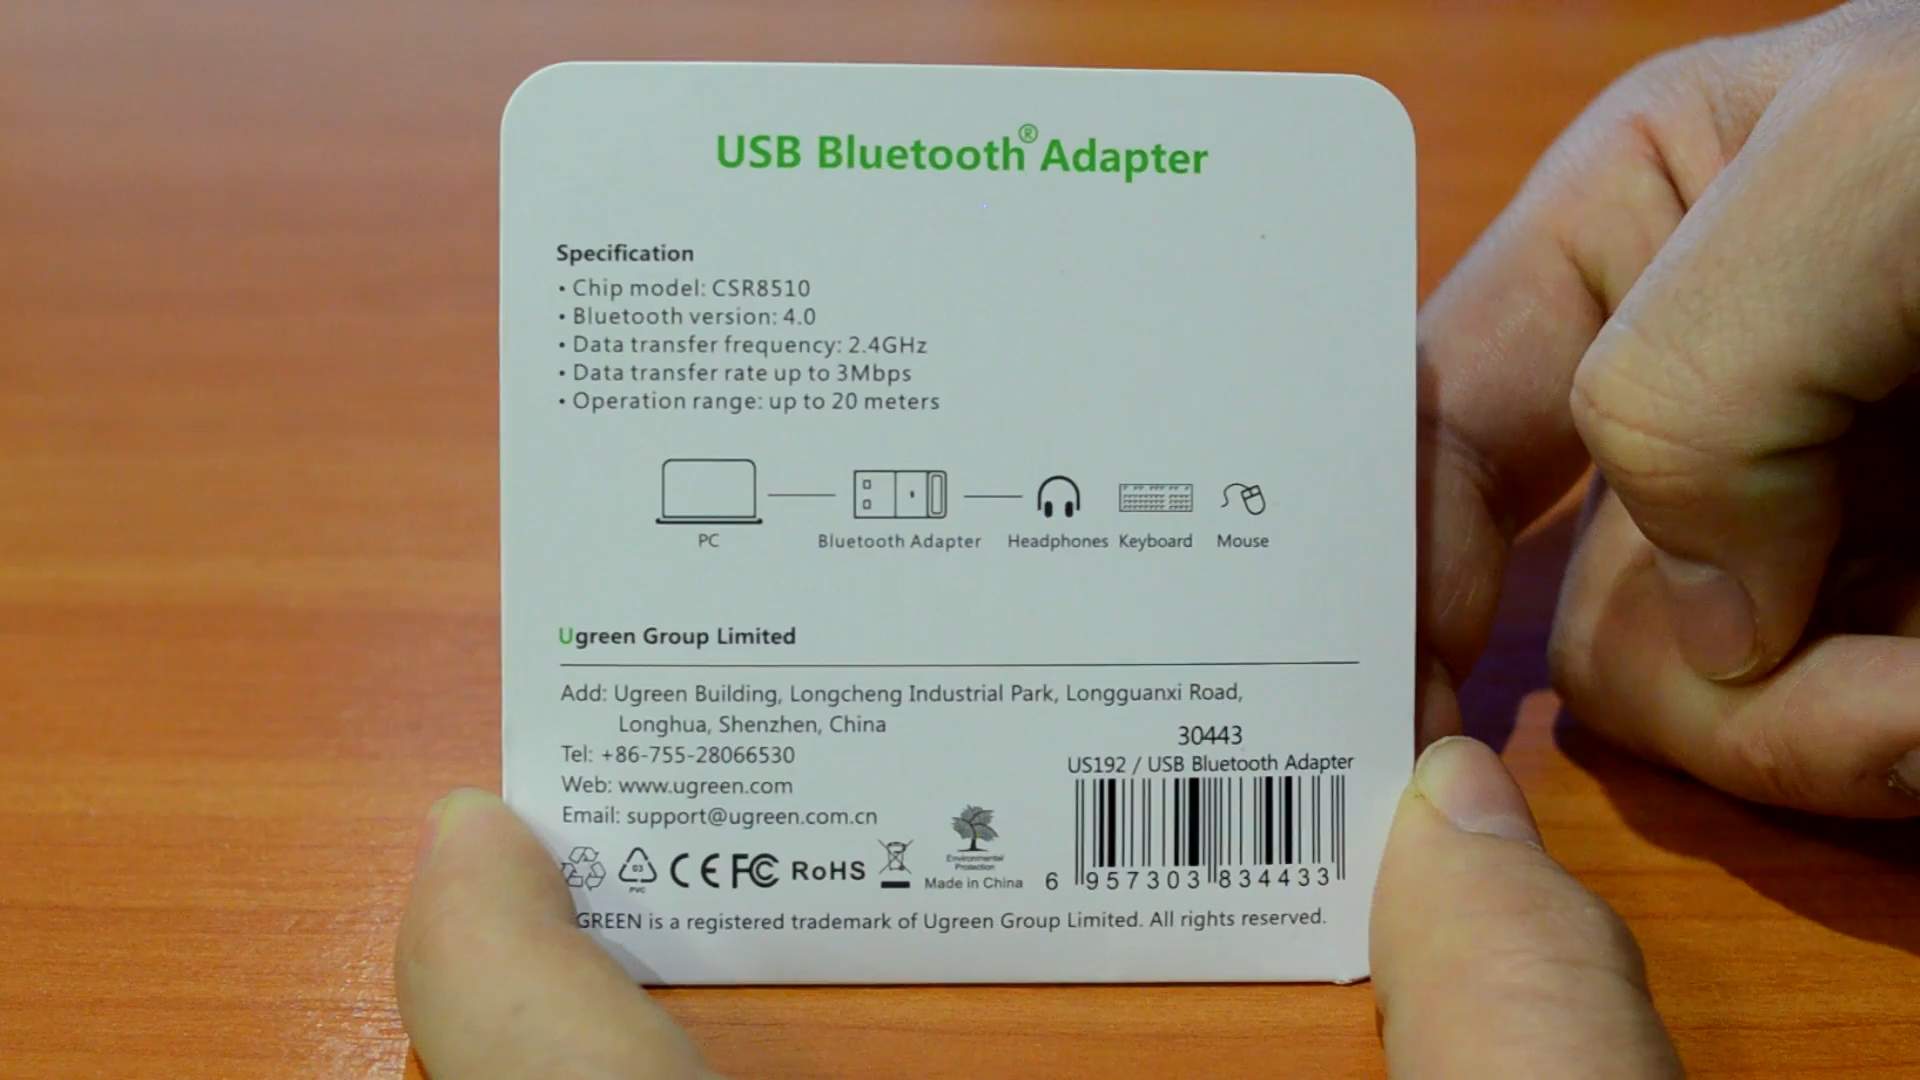 USB Bluetooth® Adapter
Specification
• Chip model: CSR8510
• Bluetooth version: 4.0
• Data transfer frequency: 2.4GHz
• Data transfer rate up to 3Mbps
• Operation range: up to 20 meters
PC
Bluetooth Adapter
Headphones
Keyboard
Mouse
Ugreen Group Limited
Add: Ugreen Building, Longcheng Industrial Park, Longguanxi Road,
Longhua, Shenzhen, China
Tel: +86-755-28066530
Web: www.ugreen.com
Email: support@ugreen.com.cn
30443
US192 / USB Bluetooth Adapter
6 957303 834433
03
PVC
CE FC RoHS
Environmental
Protection
Made in China
GREEN is a registered trademark of Ugreen Group Limited. All rights reserved.